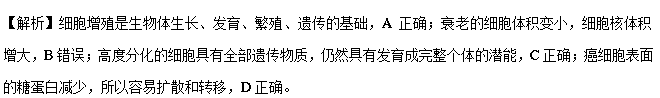 【解析】细胞增殖是生物体生长、发育、繁殖、遗传的基础，A 正确；衰老的细胞体积变小，细胞核体积
增大，B 错误；高度分化的细胞具有全部遗传物质，仍然具有发育成完整个体的潜能，C 正确；癌细胞表面
的糖蛋白减少，所以容易扩散和转移，D 正确。